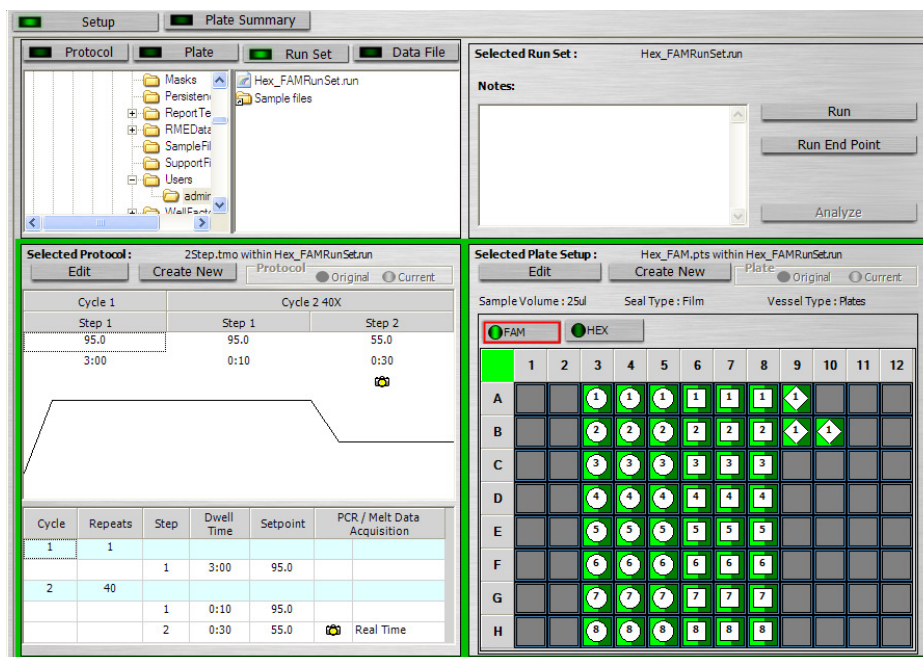 Setup
Plate Summary
Protocol
Plate
Run Set
Data File
Masks
Persisten
ReportTe
RMEData
SampleFil
SupportFi
Users
admin
WellFacto
Hex_FAMRunSet.run
Sample files
Selected Run Set :
Hex_FAMRunSet.run
Notes:
Run
Run End Point
Analyze
Selected Protocol :
2Step.tmo within Hex_FAMRunSet.run
Edit
Create New
Protocol
Original
Current
Cycle 1
Cycle 2 40X
Step 1
Step 1
Step 2
95.0
95.0
55.0
3:00
0:10
0:30
Cycle Repeats Step Dwell Time Setpoint PCR / Melt Data Acquisition
1 1
1 3:00 95.0
2 40
1 0:10 95.0
2 0:30 55.0 Real Time
Selected Plate Setup :
Hex_FAM.pts within Hex_FAMRunSet.run
Edit
Create New
Plate
Original
Current
Sample Volume : 25ul
Seal Type : Film
Vessel Type : Plates
FAM
HEX
1 2 3 4 5 6 7 8 9 10 11 12
A 1 1 1 1 1 1 1
B 2 2 2 2 2 2 1 1
C 3 3 3 3 3 3
D 4 4 4 4 4 4
E 5 5 5 5 5 5
F 6 6 6 6 6 6
G 7 7 7 7 7 7
H 8 8 8 8 8 8